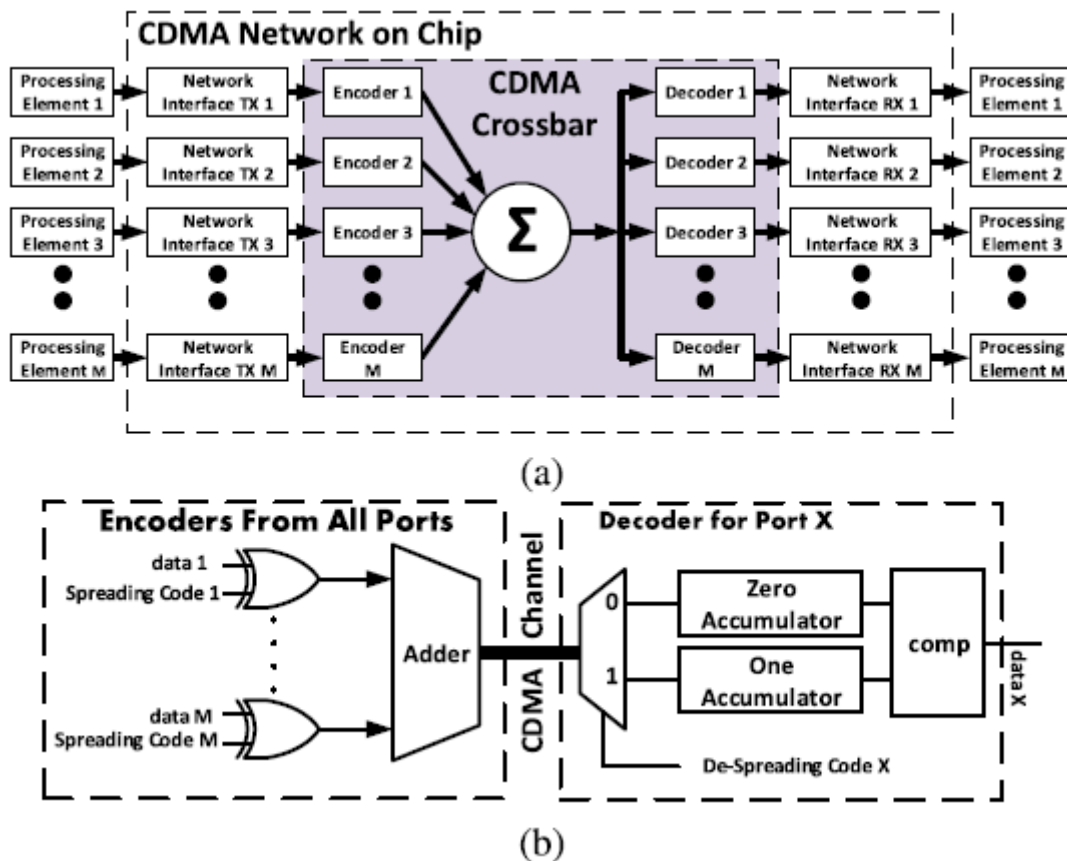 CDMA Network on Chip
CDMA
Crossbar
Processing
Element 1
Network
Interface TX 1
Encoder 1
Decoder 1
Network
Interface RX 1
Processing
Element 1
Processing
Element 2
Network
Interface TX 2
Encoder 2
Decoder 2
Network
Interface RX 2
Processing
Element 2
Processing
Element 3
Network
Interface TX 3
Encoder 3
Σ
Decoder 3
Network
Interface RX 3
Processing
Element 3
Processing
Element M
Network
Interface TX M
Encoder
M
Decoder
M
Network
Interface RX M
Processing
Element M
(a)
Encoders From All Ports
data 1
Spreading Code 1
data M
Spreading Code M
Adder
CDMA Channel
Decoder for Port X
0
1
Zero
Accumulator
One
Accumulator
comp
data X
De-Spreading Code X
(b)